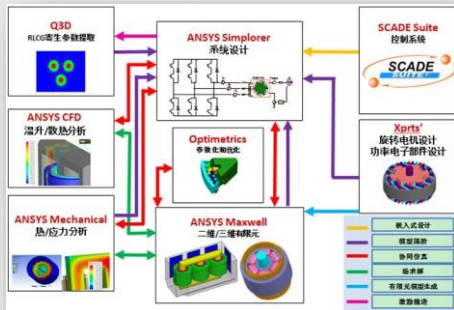 Q3D
RLCG寄生参数提取
ANSYS CFD
温升/散热分析
ANSYS Mechanical
热/应力分析
ANSYS Simplorer
系统设计
Optimetrics
参数化和优化
ANSYS Maxwell
二维/三维有限元
SCADE Suite
控制系统
SCADE
SUITE
Xprts'
旋转电机设计
功率电子部件设计
嵌入式设计
模型降阶
协同仿真
场求解
有限元模型生成
激励推送